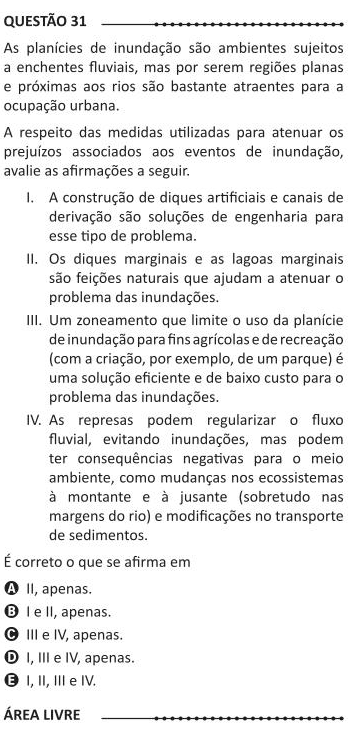 QUESTÃO 31
As planícies de inundação são ambientes sujeitos
a enchentes fluviais, mas por serem regiões planas
e próximas aos rios são bastante atraentes para a
ocupação urbana.
A respeito das medidas utilizadas para atenuar os
prejuízos associados aos eventos de inundação,
avalie as afirmações a seguir.
I. A construção de diques artificiais e canais de
derivação são soluções de engenharia para
esse tipo de problema.
II. Os diques marginais e as lagoas marginais
são feições naturais que ajudam a atenuar o
problema das inundações.
III. Um zoneamento que limite o uso da planície
de inundação para fins agrícolas e de recreação
(com a criação, por exemplo, de um parque) é
uma solução eficiente e de baixo custo para o
problema das inundações.
IV. As represas podem regularizar o fluxo
fluvial, evitando inundações, mas podem
ter consequências negativas para o meio
ambiente, como mudanças nos ecossistemas
à montante e à jusante (sobretudo nas
margens do rio) e modificações no transporte
de sedimentos.
É correto o que se afirma em
A II, apenas.
B I e II, apenas.
C III e IV, apenas.
D I, III e IV, apenas.
E I, II, III e IV.
ÁREA LIVRE